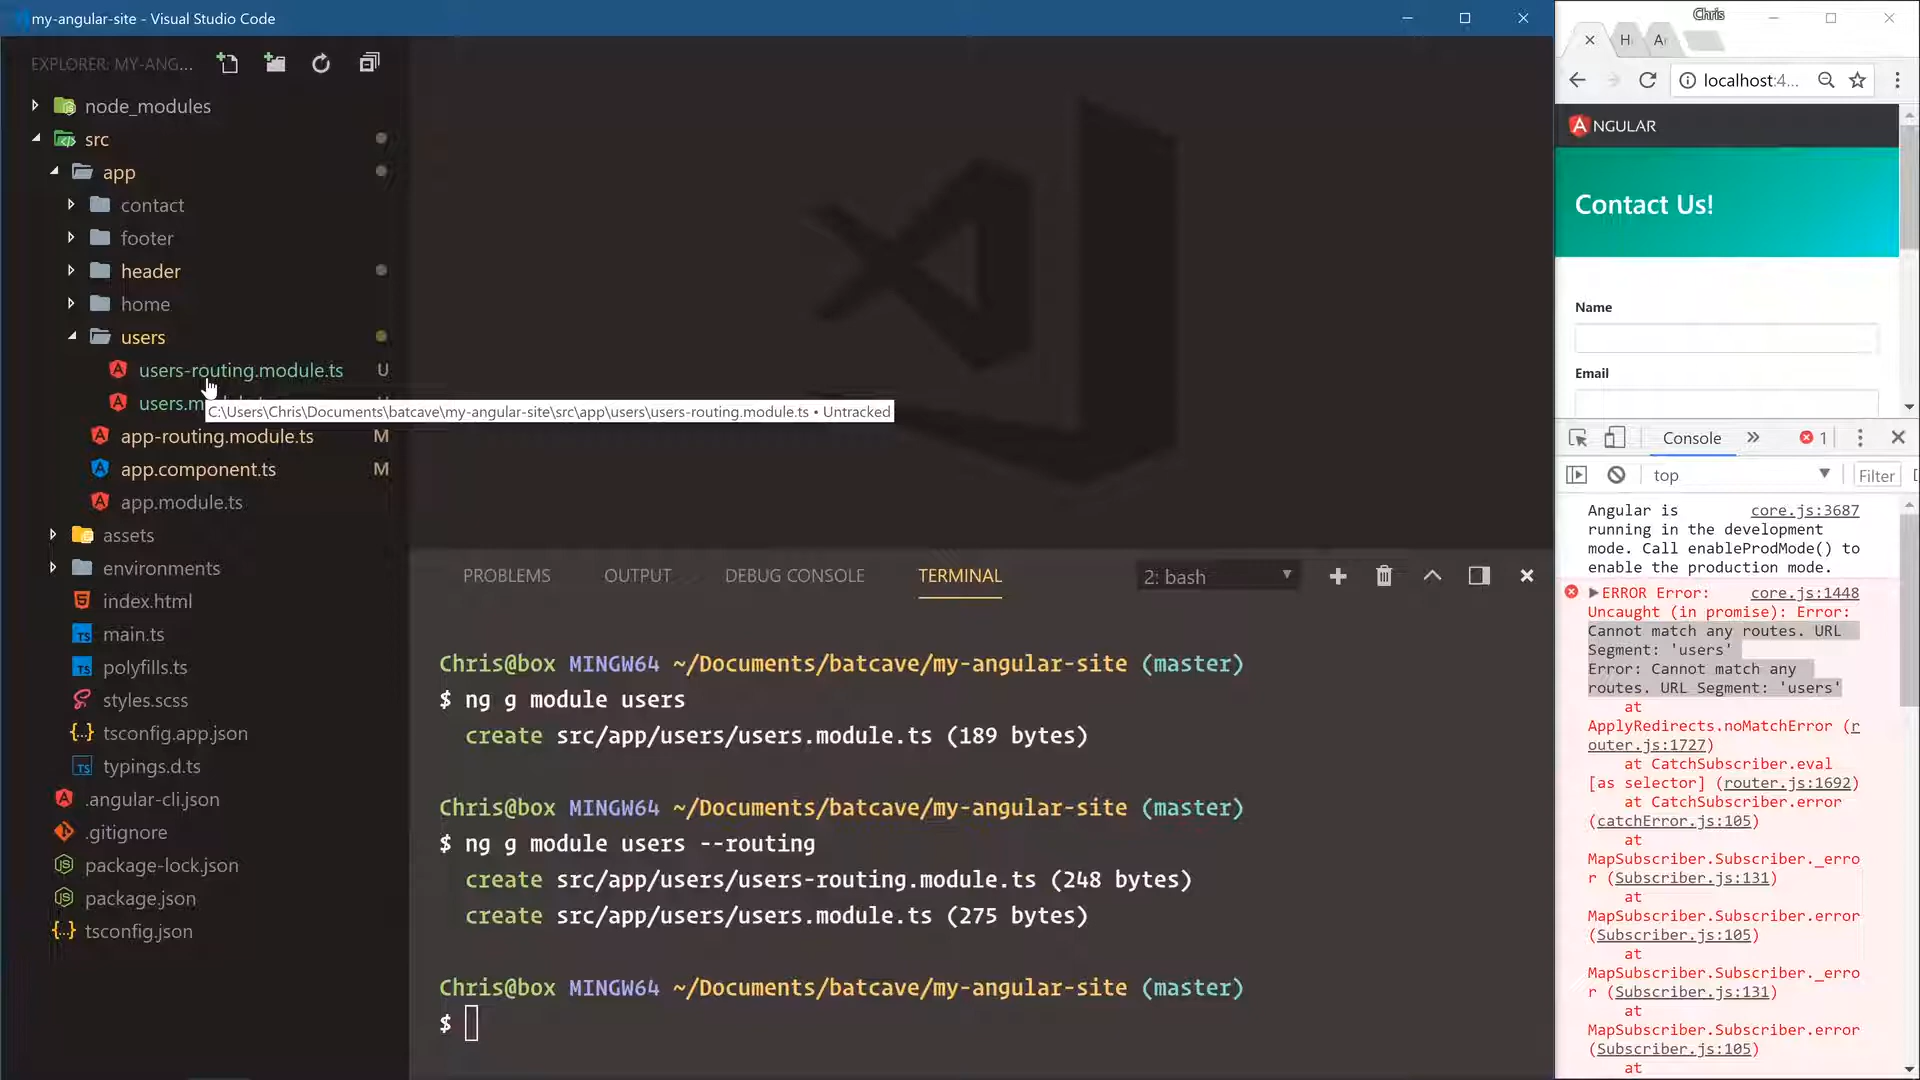 my-angular-site - Visual Studio Code
EXPLORER: MY-ANG...
node_modules
src
app
contact
footer
header
home
users
users-routing.module.ts U
users.m
C:\Users\Chris\Documents\batcave\my-angular-site\src\app\users\users-routing.module.ts • Untracked
app-routing.module.ts M
app.component.ts M
app.module.ts
assets
environments
index.html
main.ts
polyfills.ts
styles.scss
tsconfig.app.json
typings.d.ts
.angular-cli.json
.gitignore
package-lock.json
package.json
tsconfig.json
PROBLEMS OUTPUT DEBUG CONSOLE TERMINAL 2: bash
Chris@box MINGW64 ~/Documents/batcave/my-angular-site (master)
$ ng g module users
create src/app/users/users.module.ts (189 bytes)
Chris@box MINGW64 ~/Documents/batcave/my-angular-site (master)
$ ng g module users --routing
create src/app/users/users-routing.module.ts (248 bytes)
create src/app/users/users.module.ts (275 bytes)
Chris@box MINGW64 ~/Documents/batcave/my-angular-site (master)
$
Chris
localhost:4...
NGULAR
Contact Us!
Name
Email
Console 1
top Filter
Angular is core.js:3687
running in the development
mode. Call enableProdMode() to
enable the production mode.
ERROR Error: core.js:1448
Uncaught (in promise): Error:
Cannot match any routes. URL
Segment: 'users'
Error: Cannot match any
routes. URL Segment: 'users'
at
ApplyRedirects.noMatchError (r
outer.js:1727)
at CatchSubscriber.eval
[as selector] (router.js:1692)
at CatchSubscriber.error
(catchError.js:105)
at
MapSubscriber.Subscriber._erro
r (Subscriber.js:131)
at
MapSubscriber.Subscriber.error
(Subscriber.js:105)
at
MapSubscriber.Subscriber._erro
r (Subscriber.js:131)
at
MapSubscriber.Subscriber.error
(Subscriber.js:105)
at